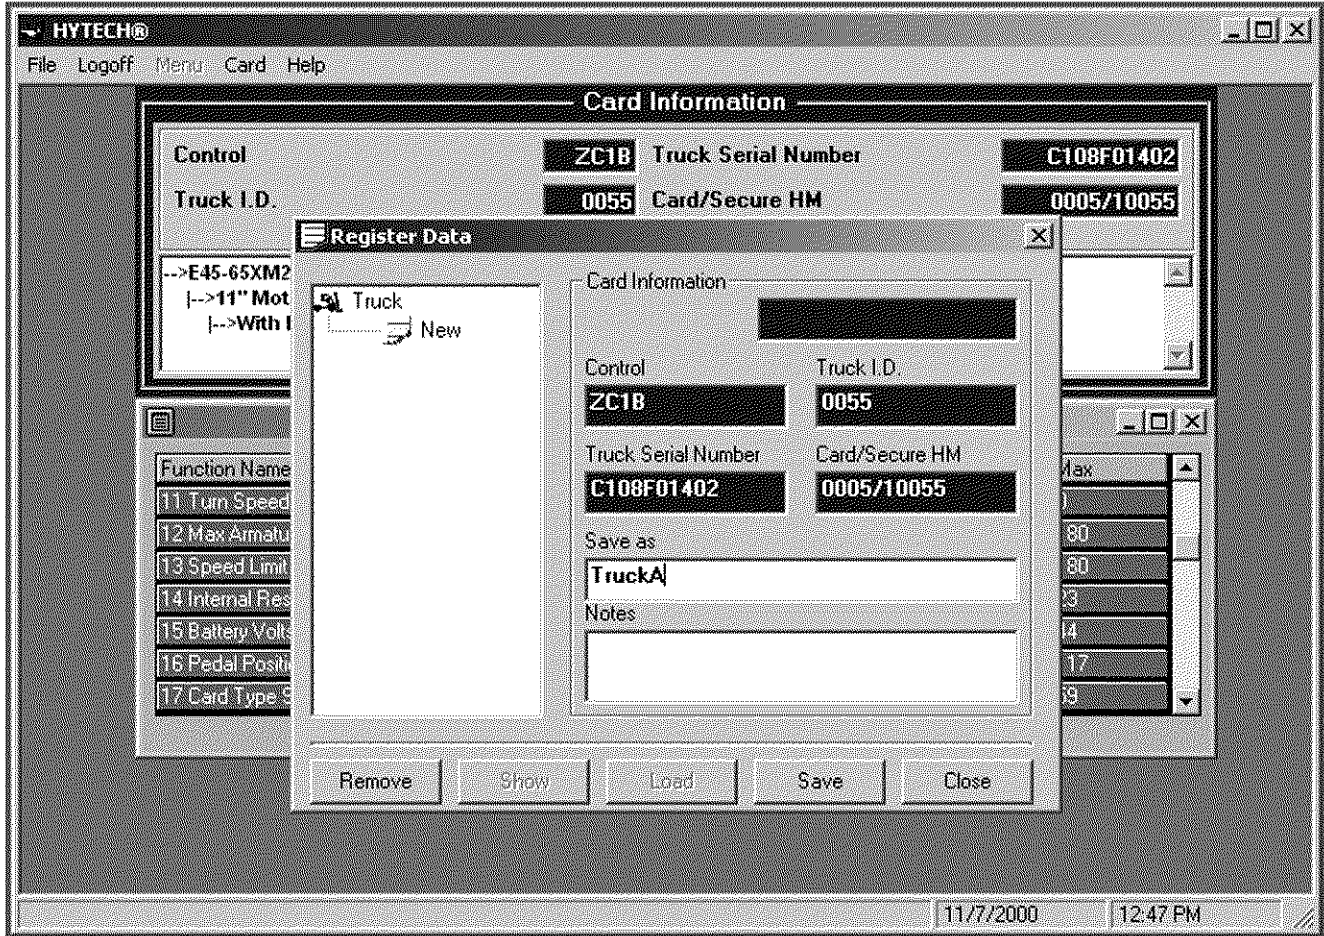 HYTECH®
File Logoff Menu Card Help
Card Information
Control ZC1B Truck Serial Number C108F01402
Truck I.D. 0055 Card/Secure HM 0005/10055
-->E45-65XM2
|-->11" Mot
|-->With
Register Data
Truck
New
Card Information
Control Truck I.D.
ZC1B 0055
Truck Serial Number Card/Secure HM
C108F01402 0005/10055
Save as
TruckA
Notes
Remove Show Load Save Close
Function Name Max
11 Turn Speed
12 Max Armatu 80
13 Speed Limit 80
14 Internal Res 23
15 Battery Volts 44
16 Pedal Positi 17
17 Card Type S
11/7/2000 12:47 PM